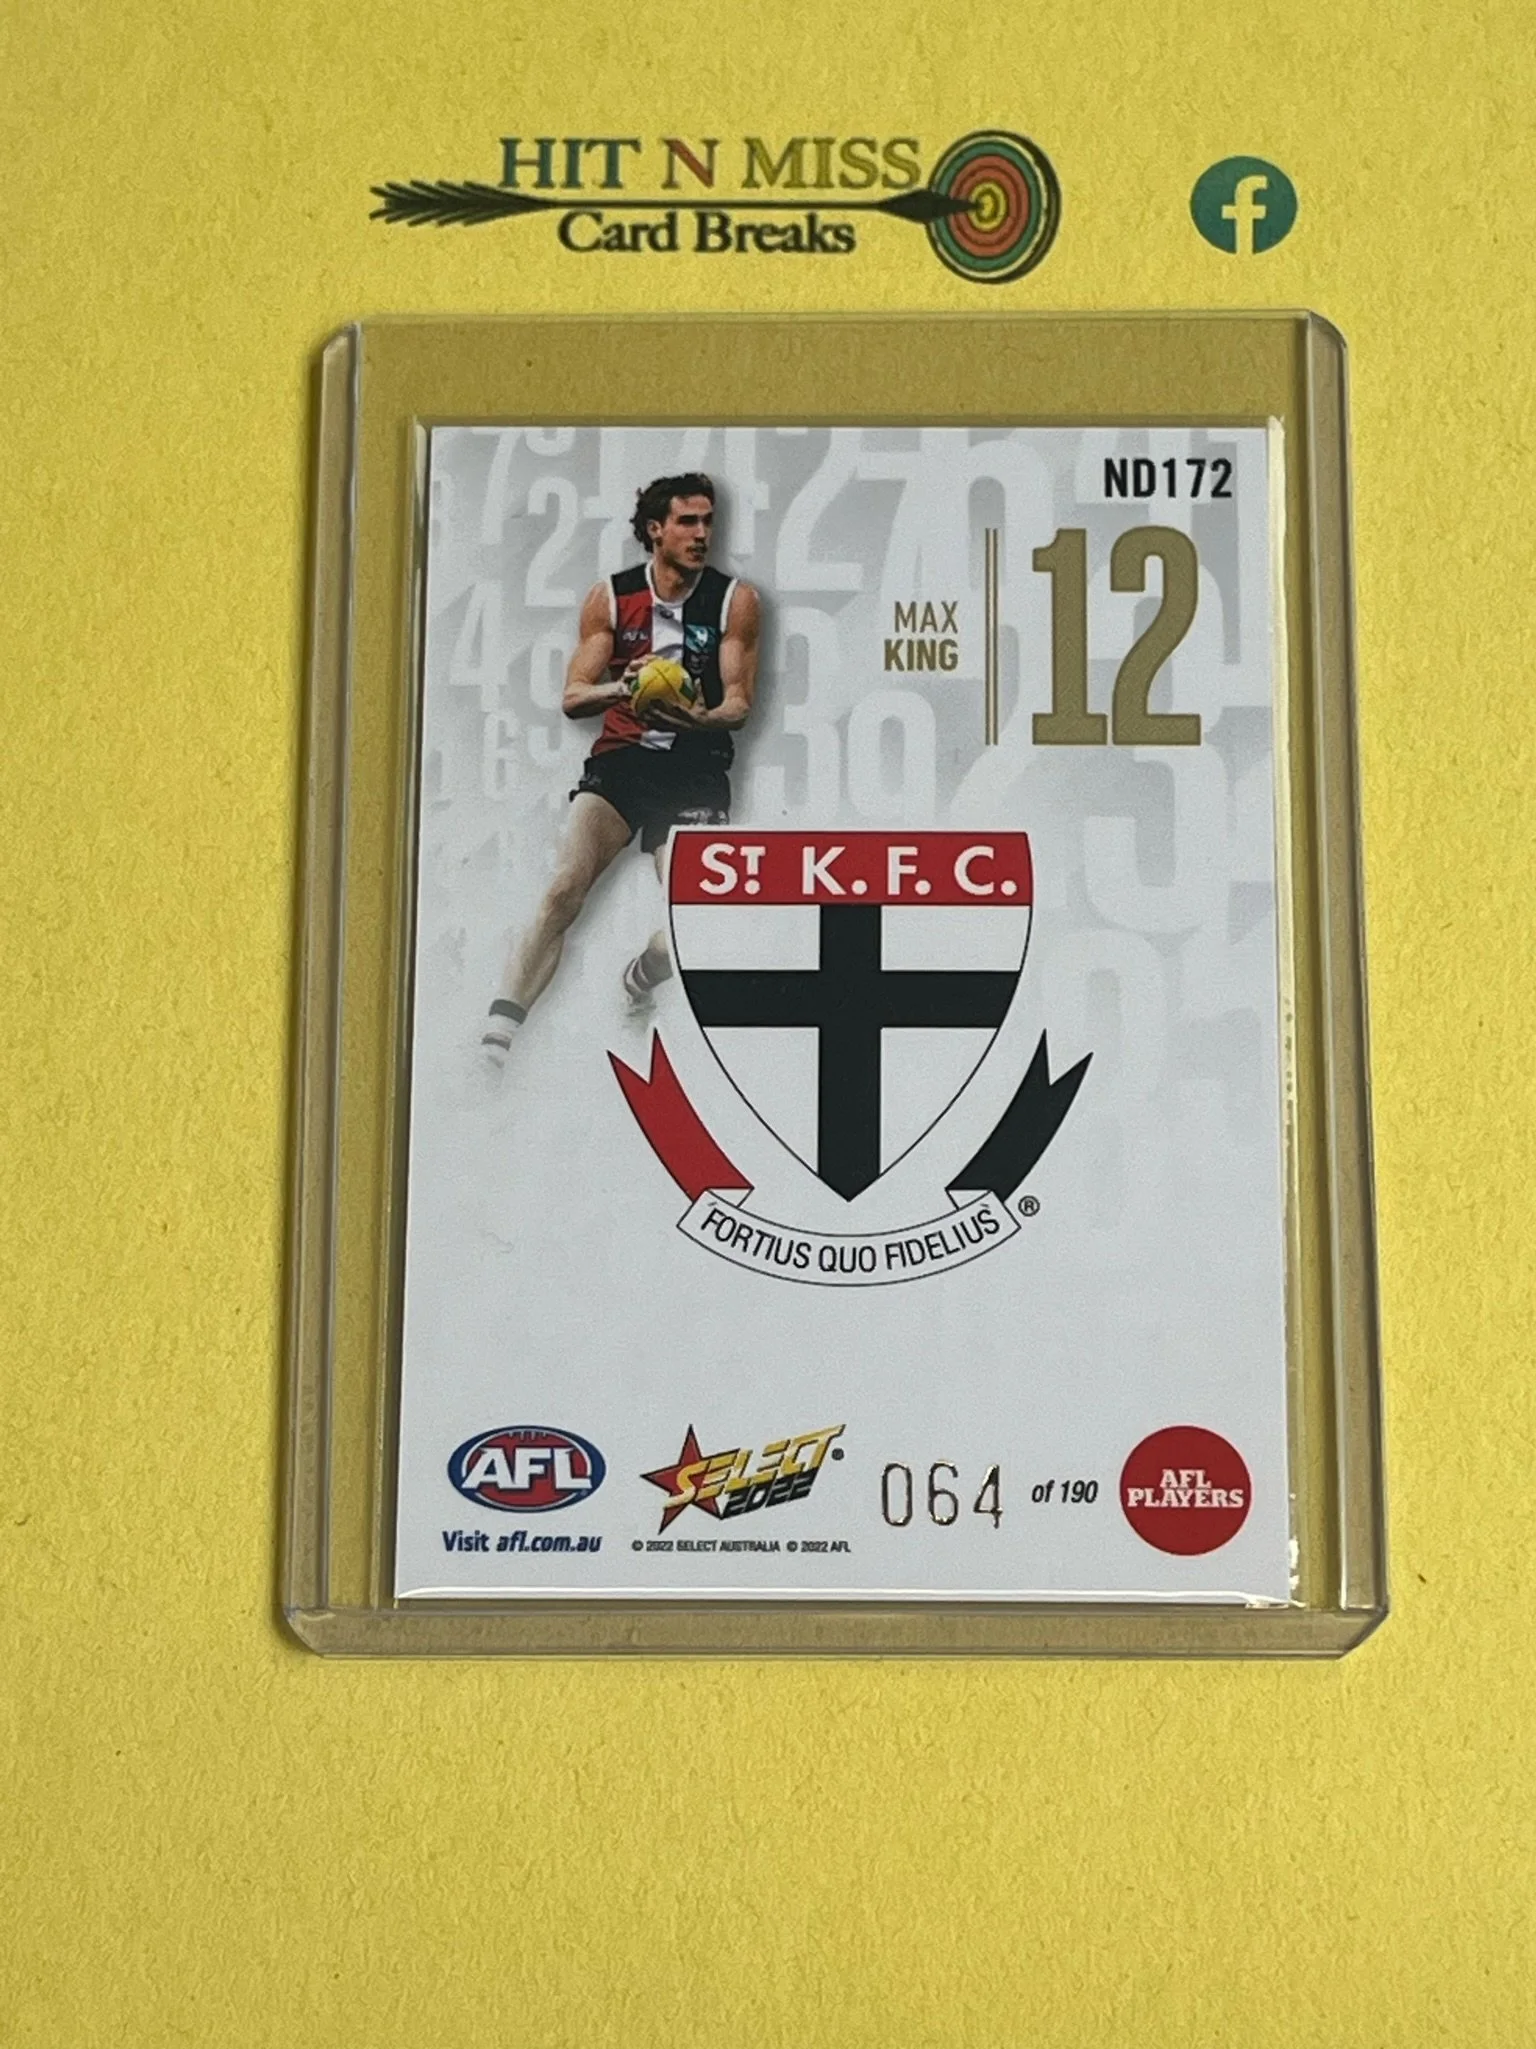 HIT N MISS
Card Breaks
f
ND172
12
MAX
KING
ST K. F. C.
FORTIUS QUO FIDELIUS
®
AFL
Visit afl.com.au
SELECT®
2022
© 2022 SELECT AUSTRALIA © 2022 AFL
064 of 190
AFL
PLAYERS